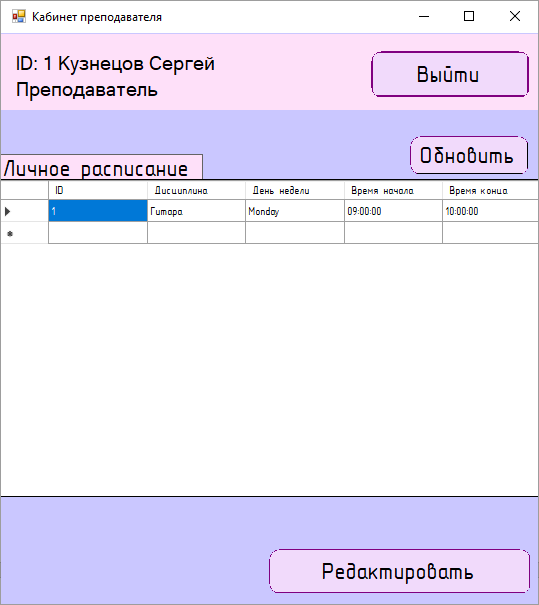 Кабинет преподавателя
ID: 1 Кузнецов Сергей
Преподаватель
Выйти
Обновить
Личное расписание
ID Дисциплина День недели Время начала Время конца
1 Гитара Monday 09:00:00 10:00:00
Редактировать